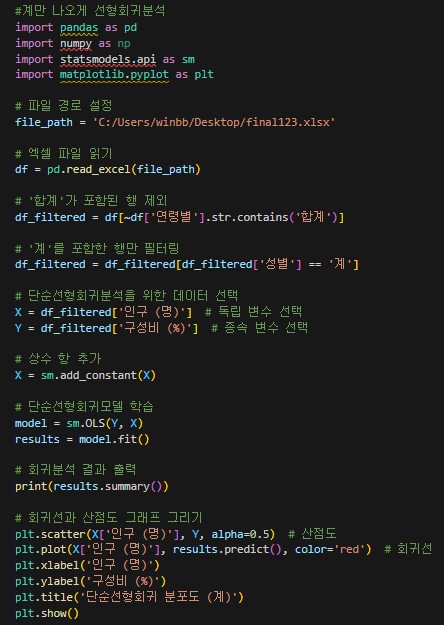 #계만 나오게 선형회귀분석
import pandas as pd
import numpy as np
import statsmodels.api as sm
import matplotlib.pyplot as plt
# 파일 경로 설정
file_path = 'C:/Users/winbb/Desktop/final123.xlsx'
# 엑셀 파일 읽기
df = pd.read_excel(file_path)
# '합계'가 포함된 행 제외
df_filtered = df[~df['연령별'].str.contains('합계')]
# '계'를 포함한 행만 필터링
df_filtered = df_filtered[df_filtered['성별'] == '계']
# 단순선형회귀분석을 위한 데이터 선택
X = df_filtered['인구 (명)']  # 독립 변수 선택
Y = df_filtered['구성비 (%)']  # 종속 변수 선택
# 상수 항 추가
X = sm.add_constant(X)
# 단순선형회귀모델 학습
model = sm.OLS(Y, X)
results = model.fit()
# 회귀분석 결과 출력
print(results.summary())
# 회귀선과 산점도 그래프 그리기
plt.scatter(X['인구 (명)'], Y, alpha=0.5)  # 산점도
plt.plot(X['인구 (명)'], results.predict(), color='red')  # 회귀선
plt.xlabel('인구 (명)')
plt.ylabel('구성비 (%)')
plt.title('단순선형회귀 분포도 (계)')
plt.show()